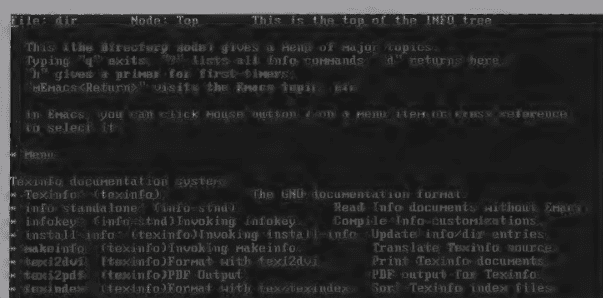 File: dir Node: Top This is the top of the INFO tree
This (the Directory node) gives a menu of major topics.
Typing "q" exits, "?" lists all Info commands, "d" returns here,
"h" gives a primer for first-timers,
"mEmacs<Return>" visits the Emacs topic, etc.
In Emacs, you can click mouse button 2 on a menu item or cross reference
to select it.
* Menu:
Texinfo documentation system
* Texinfo: (texinfo). The GNU documentation format.
* info standalone: (info-stnd). Read Info documents without Emacs.
* infokey: (info-stnd)Invoking infokey. Compile Info customizations.
* install-info: (texinfo)Invoking install-info. Update info/dir entries.
* makeinfo: (texinfo)Invoking makeinfo. Translate Texinfo source.
* texi2dvi: (texinfo)Format with texi2dvi. Print Texinfo documents.
* texi2pdf: (texinfo)PDF Output. PDF output for Texinfo.
* texindex: (texinfo)Format with tex/texindex. Sort Texinfo index files.